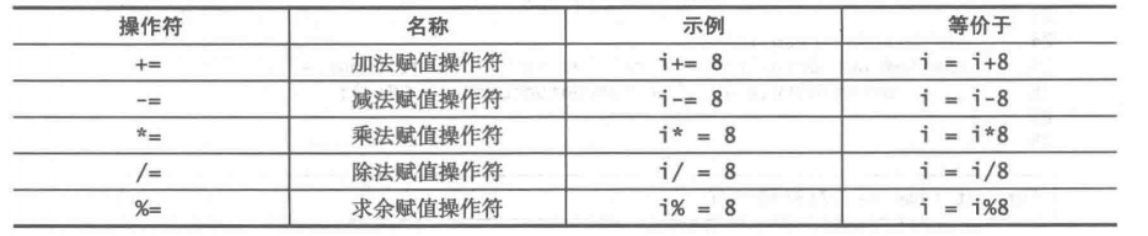 操作符 名称 示例 等价于
+= 加法赋值操作符 i+= 8 i = i+8
-= 减法赋值操作符 i-= 8 i = i-8
*= 乘法赋值操作符 i* = 8 i = i*8
/= 除法赋值操作符 i/ = 8 i = i/8
%= 求余赋值操作符 i% = 8 i = i%8